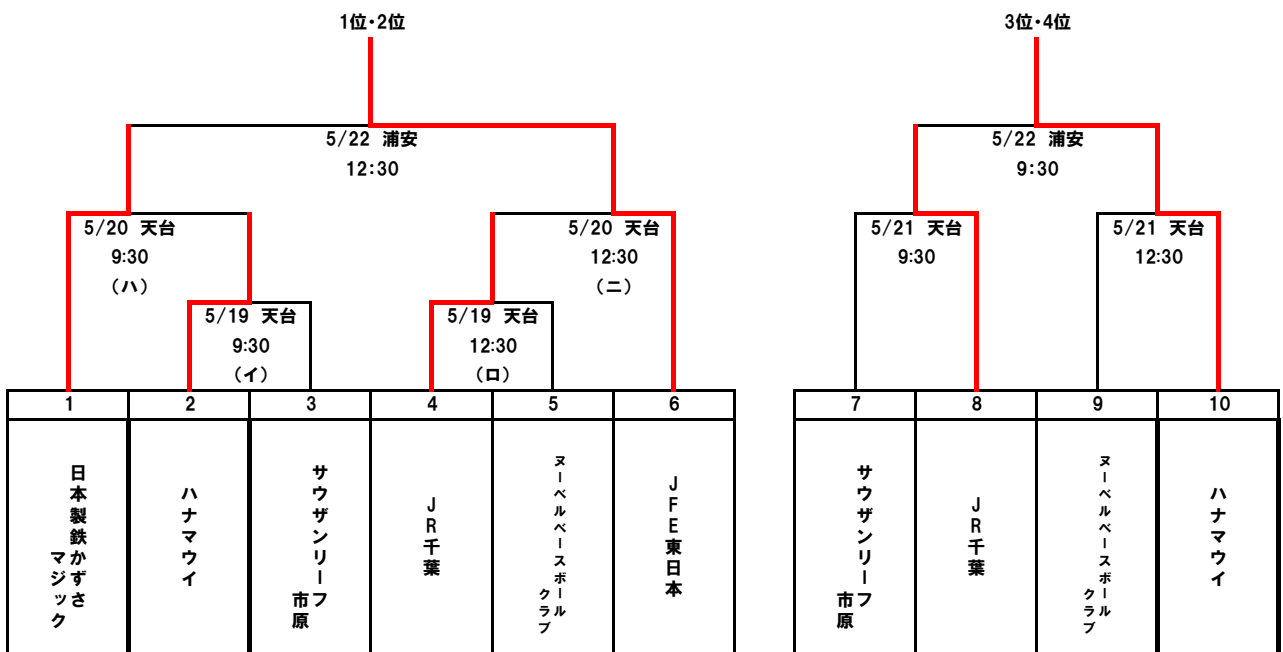 1位・2位
3位・4位
5/22 浦安
12:30
5/22 浦安
9:30
5/20 天台
9:30
(ハ)
5/20 天台
12:30
(ニ)
5/21 天台
9:30
5/21 天台
12:30
5/19 天台
9:30
(イ)
5/19 天台
12:30
(ロ)
1
2
3
4
5
6
7
8
9
10
日本製鉄かずさ
マジック
ハナマウイ
サウザンリーフ
市原
JR千葉
ヌーベルベースボール
クラブ
JFE東日本
サウザンリーフ
市原
JR千葉
ヌーベルベースボール
クラブ
ハナマウイ